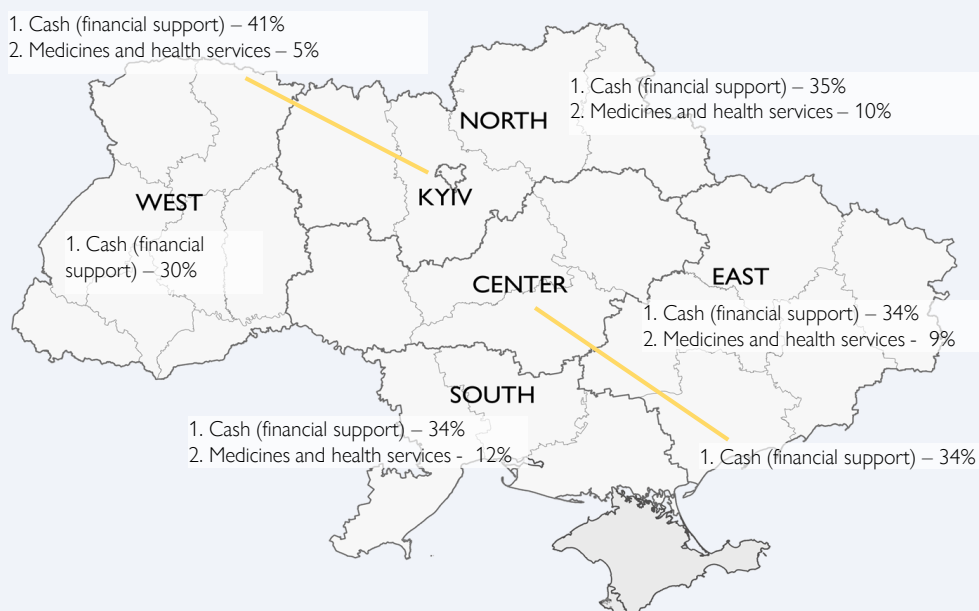 1. Cash (financial support) – 41%
2. Medicines and health services – 5%
NORTH
1. Cash (financial support) – 35%
2. Medicines and health services – 10%
KYIV
WEST
1. Cash (financial
support) – 30%
CENTER
EAST
1. Cash (financial support) – 34%
2. Medicines and health services - 9%
SOUTH
1. Cash (financial support) – 34%
2. Medicines and health services - 12%
1. Cash (financial support) – 34%